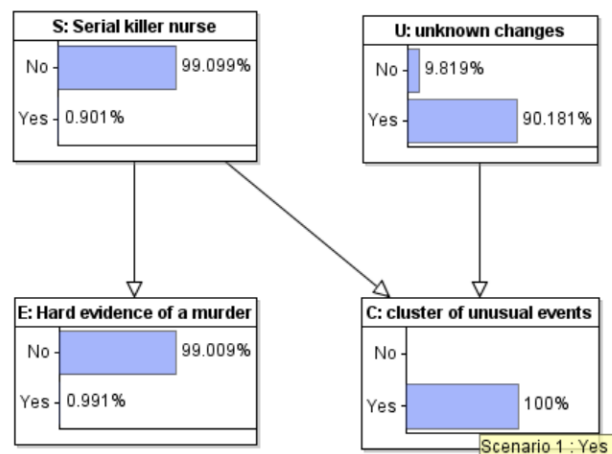 S: Serial killer nurse
No
99.099%
Yes
0.901%
U: unknown changes
No
9.819%
Yes
90.181%
E: Hard evidence of a murder
No
99.009%
Yes
0.991%
C: cluster of unusual events
No
Yes
100%
Scenario 1 : Yes